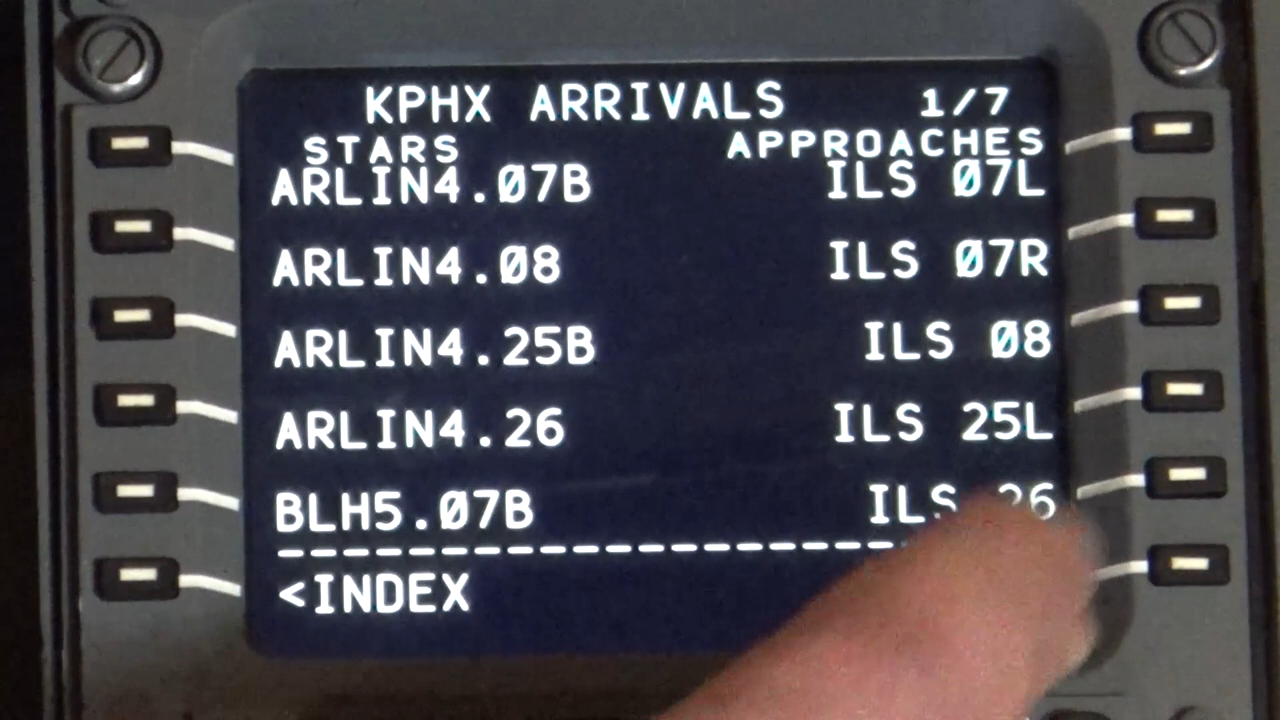 KPHX ARRIVALS 1/7
STARS APPROACHES
ARLIN4.07B ILS 07L
ARLIN4.08 ILS 07R
ARLIN4.25B ILS 08
ARLIN4.26 ILS 25L
BLH5.07B ILS 26
------------------
<INDEX